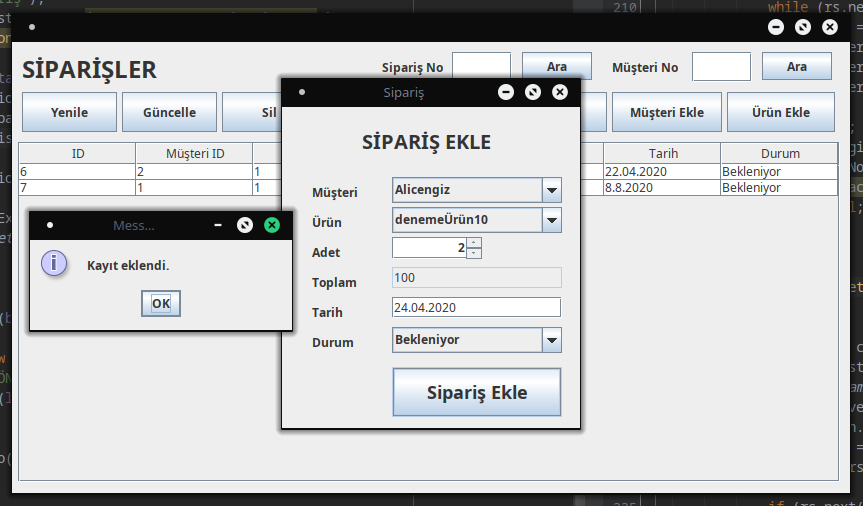 SİPARİŞLER
Sipariş No
Ara
Müşteri No
Ara
Yenile
Güncelle
Sil
Müşteri Ekle
Ürün Ekle
ID
Müşteri ID
Tarih
Durum
6
2
1
22.04.2020
Bekleniyor
7
1
1
8.8.2020
Bekleniyor
Sipariş
SİPARİŞ EKLE
Müşteri
Alicengiz
Ürün
denemeÜrün10
Adet
2
Toplam
100
Tarih
24.04.2020
Durum
Bekleniyor
Sipariş Ekle
Mess...
Kayıt eklendi.
OK
210
while (rs.ne